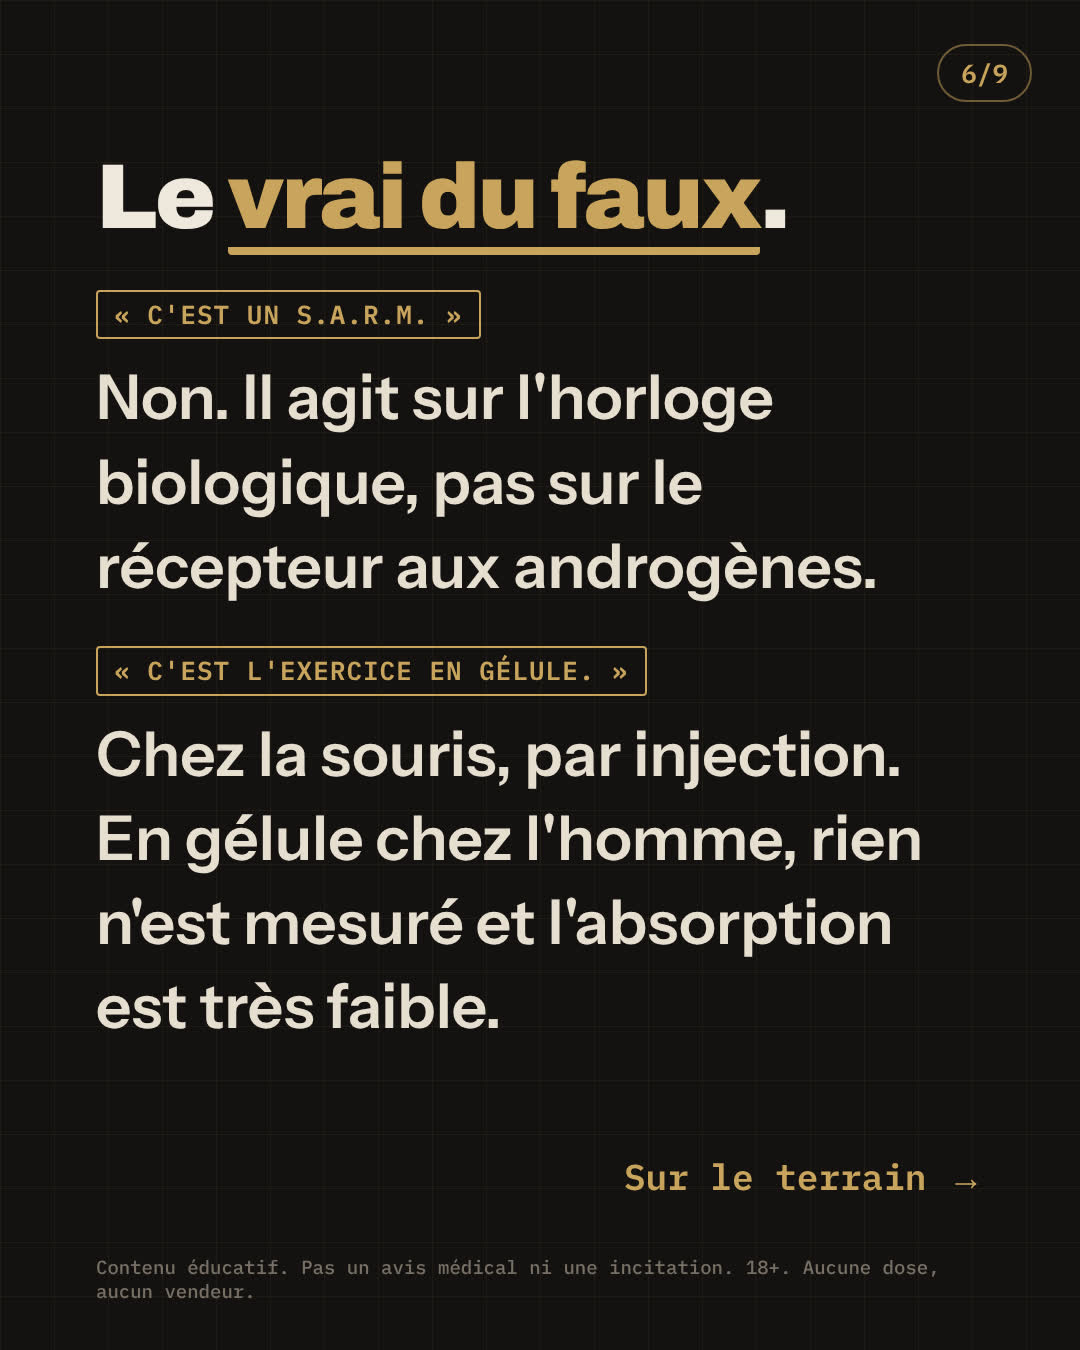 6/9
Le vrai du faux.
« C'EST UN S.A.R.M. »
Non. Il agit sur l'horloge
biologique, pas sur le
récepteur aux androgènes.
« C'EST L'EXERCICE EN GÉLULE. »
Chez la souris, par injection.
En gélule chez l'homme, rien
n'est mesuré et l'absorption
est très faible.
Sur le terrain →
Contenu éducatif. Pas un avis médical ni une incitation. 18+. Aucune dose,
aucun vendeur.